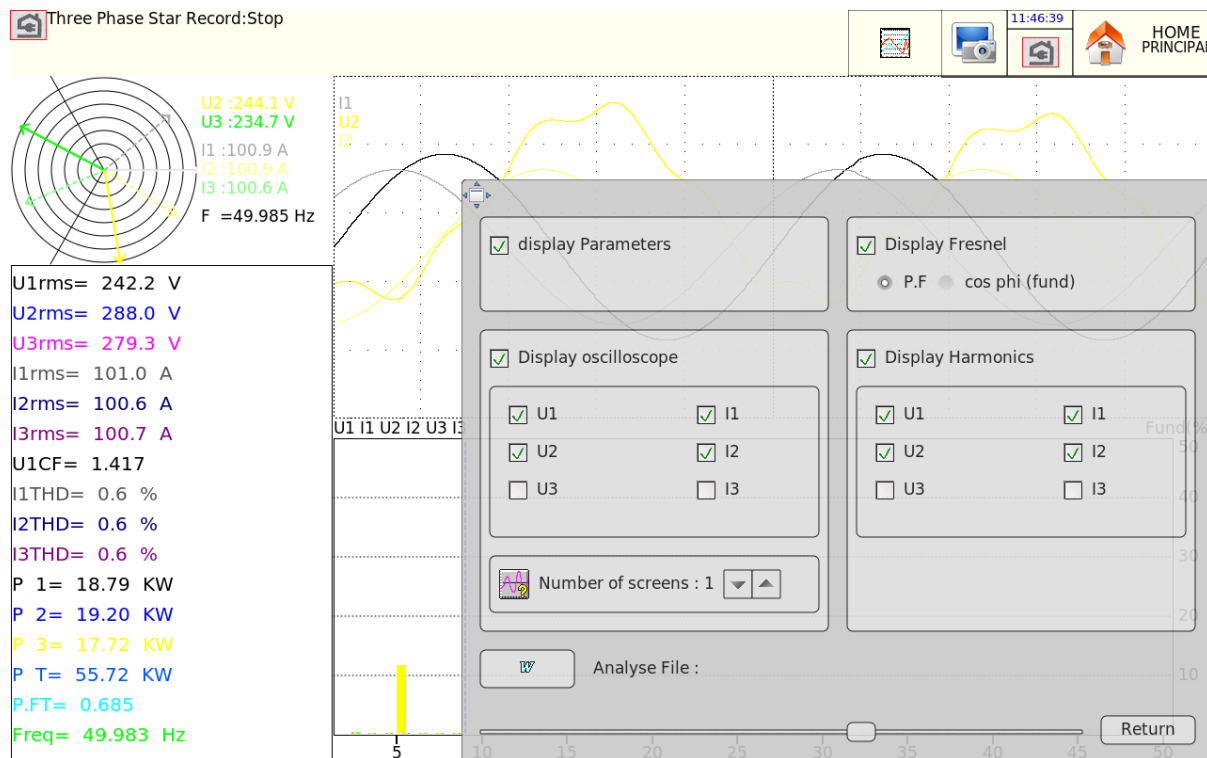 Three Phase Star Record:Stop
11:46:39
HOME
PRINCIPA
U2 :244.1 V
U3 :234.7 V
I1 :100.9 A
I2 :100.9 A
I3 :100.6 A
F =49.985 Hz
I1
U2
I2
U1rms= 242.2 V
U2rms= 288.0 V
U3rms= 279.3 V
I1rms= 101.0 A
I2rms= 100.6 A
I3rms= 100.7 A
U1CF= 1.417
I1THD= 0.6 %
I2THD= 0.6 %
I3THD= 0.6 %
P 1= 18.79 KW
P 2= 19.20 KW
P 3= 17.72 KW
P T= 55.72 KW
P.FT= 0.685
Freq= 49.983 Hz
display Parameters
Display Fresnel
P.F cos phi (fund)
Display oscilloscope
U1 I1
U2 I2
U3 I3
Number of screens : 1
Display Harmonics
U1 I1
U2 I2
U3 I3
Analyse File :
Return
U1 I1 U2 I2 U3 I3
Fund(%
50
40
30
20
10
5 10 15 20 25 30 35 40 45 50